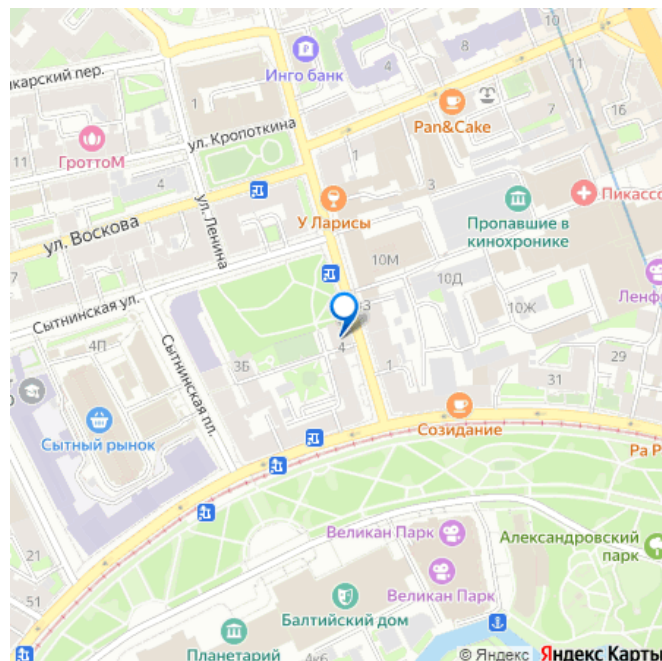 8
4
11
Инго банк
икарский пер.
1
Pan&Cake
7
16
ул. Кропоткина
ГроттоМ
11
4
1
3
Пикассо
ул. Ленина
У Ларисы
Пропавшие в
кинохронике
ул. Воскова
10М
10Д
Ленф
Сытнинская ул.
10Ж
4П
3Б
4
1
29
31
Сытнинская пл.
Сытный рынок
Созидание
Ра Р
Великан Парк
Александровский
парк
21
Великан Парк
51
Балтийский дом
Планетарий
4к6
© Яндекс Яндекс Карты